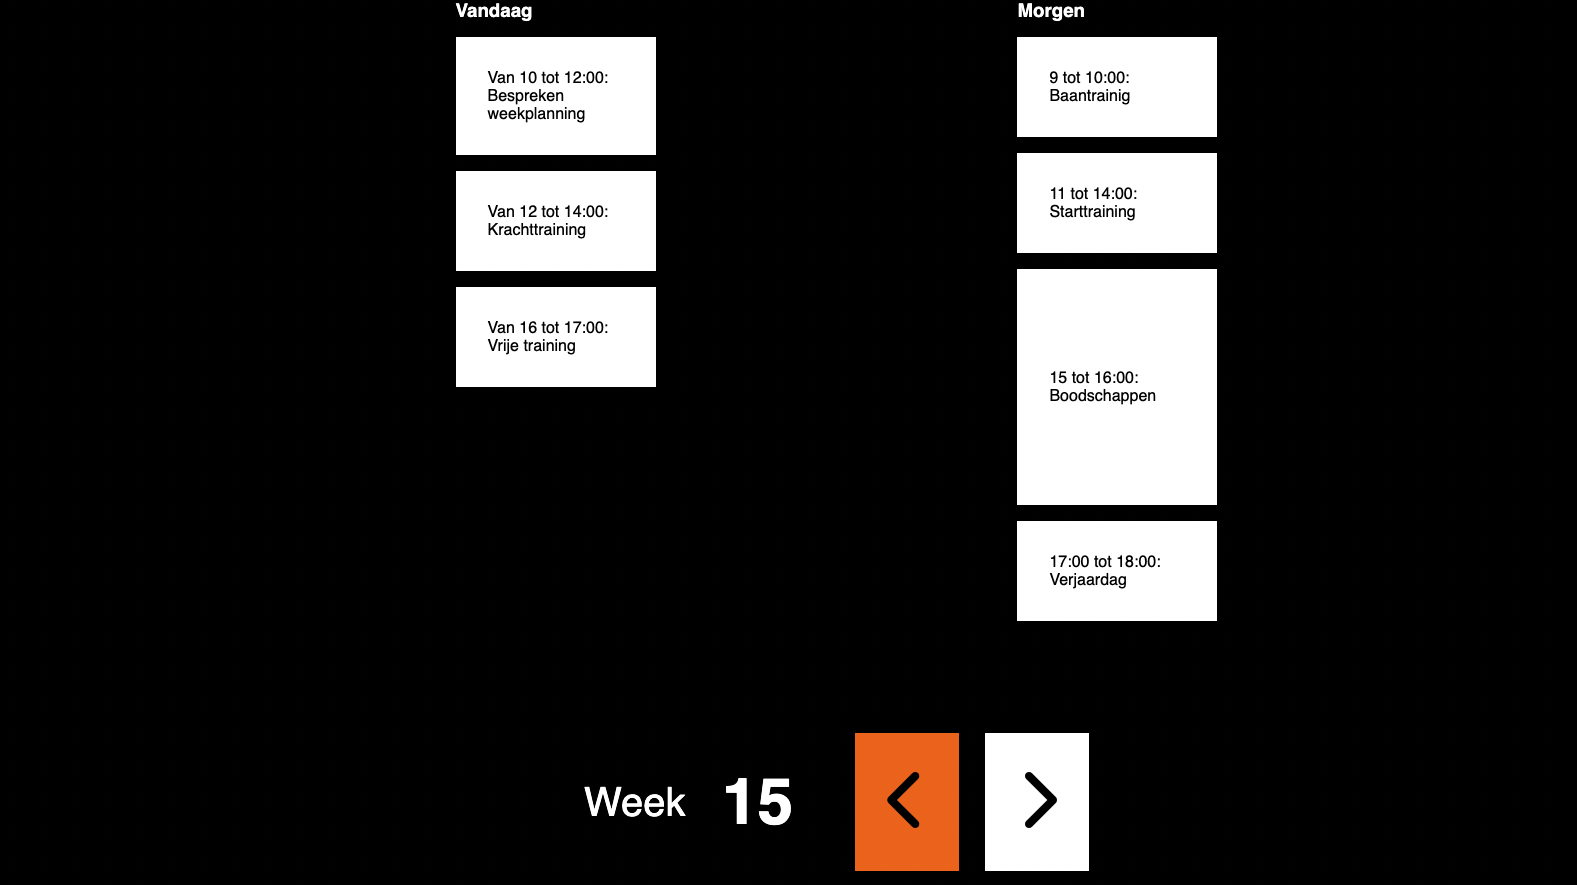 Vandaag
Van 10 tot 12:00:
Bespreken
weekplanning
Van 12 tot 14:00:
Krachttraining
Van 16 tot 17:00:
Vrije training
Morgen
9 tot 10:00:
Baantrainig
11 tot 14:00:
Starttraining
15 tot 16:00:
Boodschappen
17:00 tot 18:00:
Verjaardag
Week 15